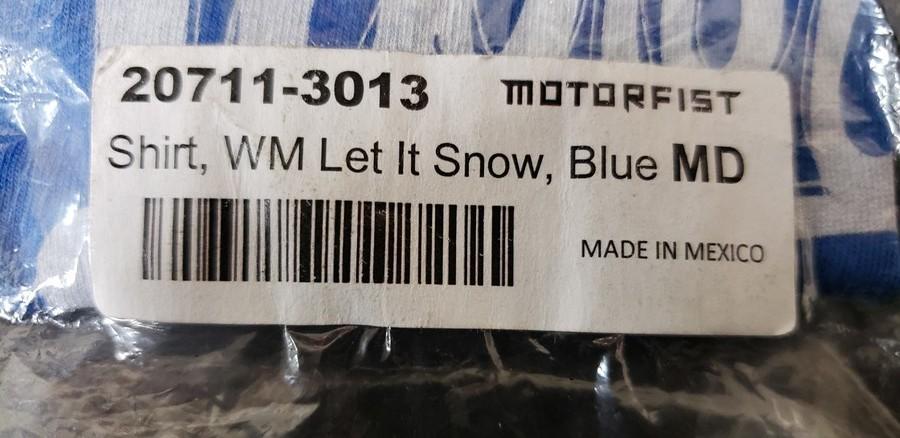 20711-3013 MOTORFIST
Shirt, WM Let It Snow, Blue MD
MADE IN MEXICO